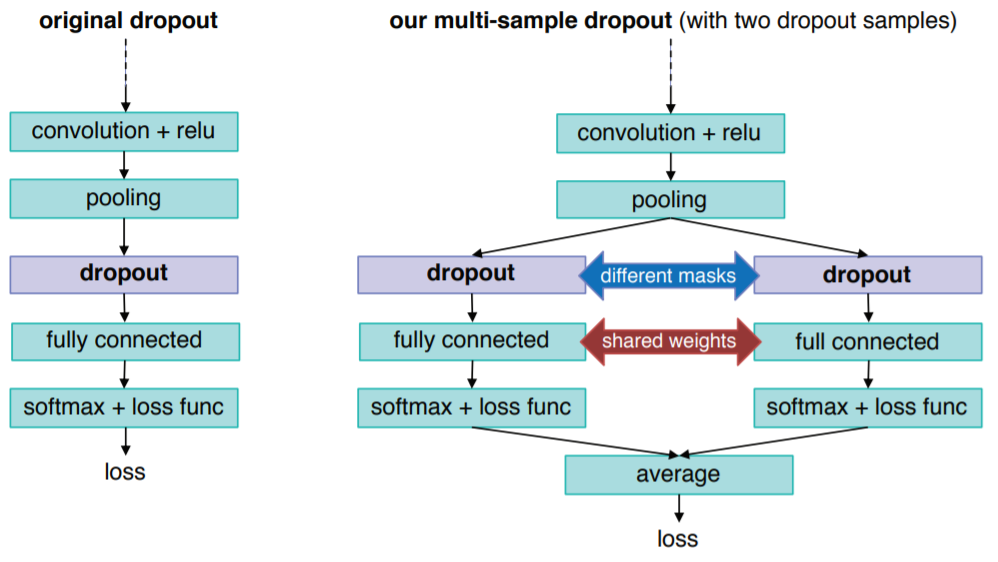 original dropout
convolution + relu
pooling
dropout
fully connected
softmax + loss func
loss
our multi-sample dropout (with two dropout samples)
convolution + relu
pooling
dropout
different masks
dropout
fully connected
shared weights
full connected
softmax + loss func
softmax + loss func
average
loss